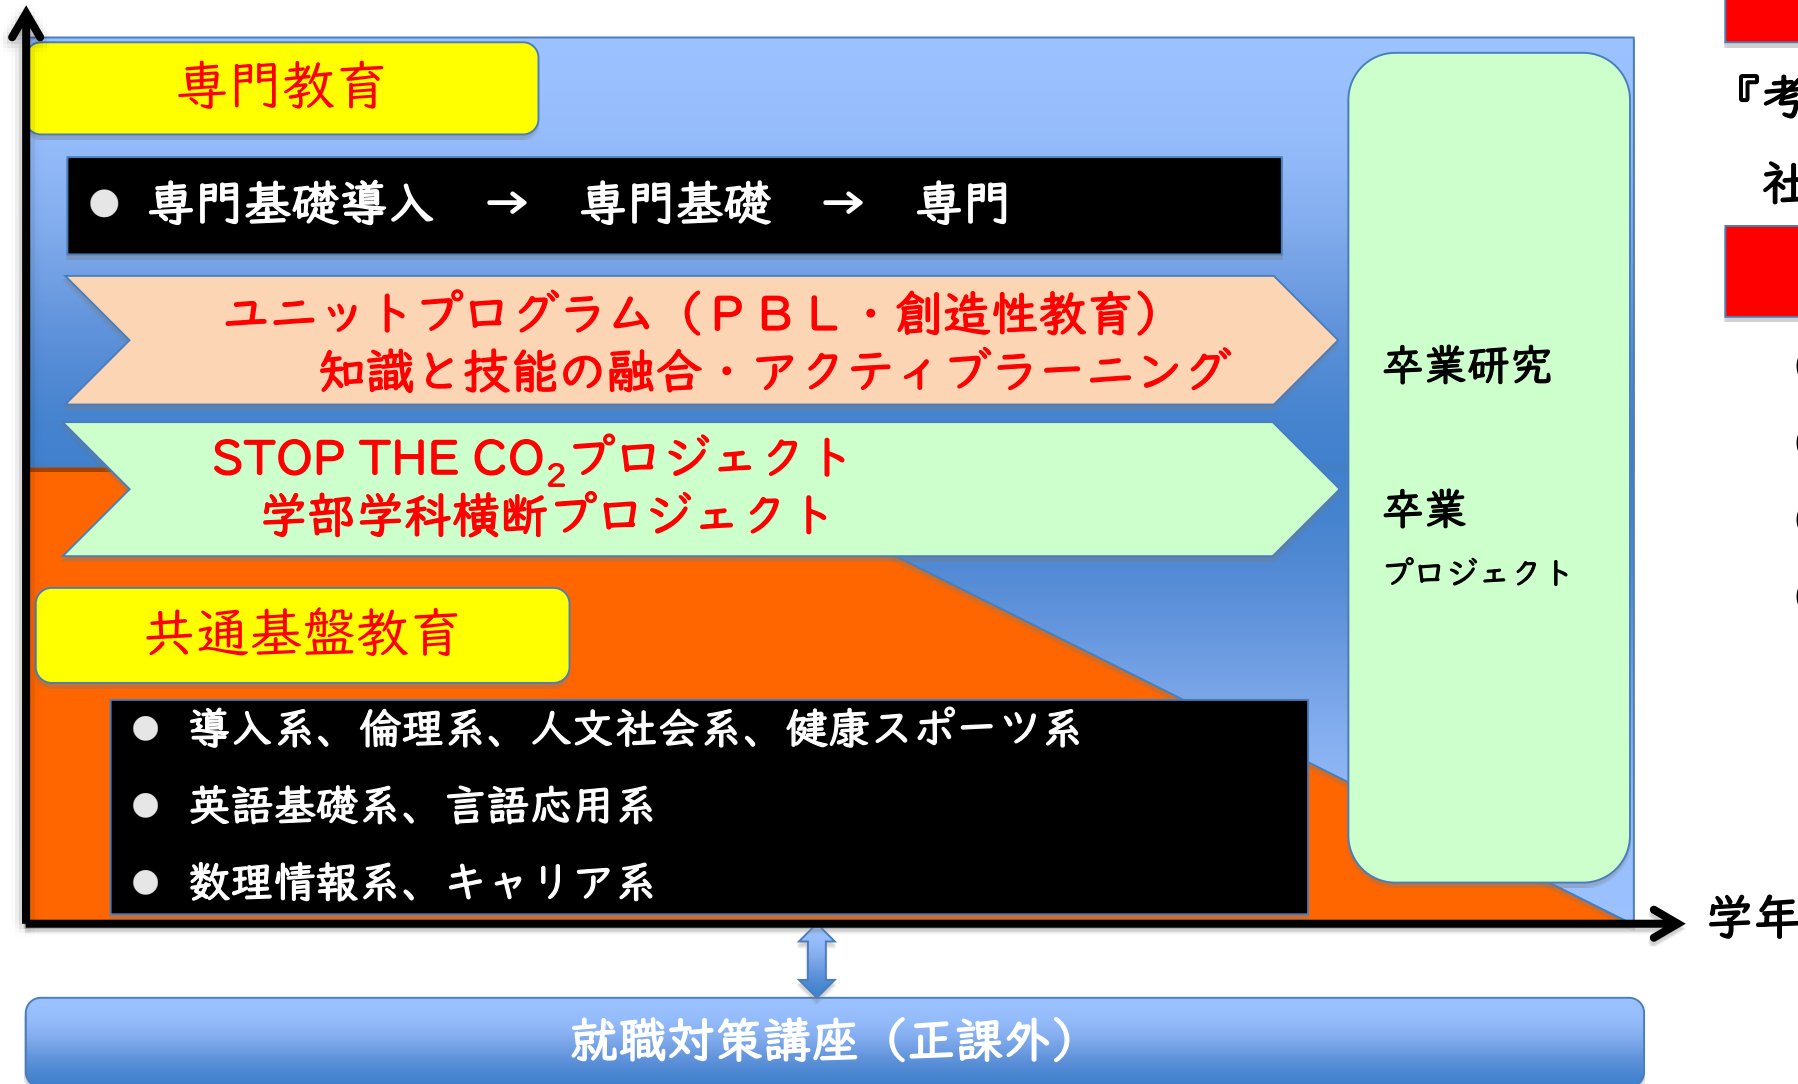 専門教育
● 専門基礎導入 → 専門基礎 → 専門
ユニットプログラム（ＰＢＬ・創造性教育）
知識と技能の融合・アクティブラーニング
STOP THE CO₂プロジェクト
学部学科横断プロジェクト
共通基盤教育
● 導入系、倫理系、人文社会系、健康スポーツ系
● 英語基礎系、言語応用系
● 数理情報系、キャリア系
卒業研究
卒業
プロジェクト
『考
社
学年
就職対策講座（正課外）